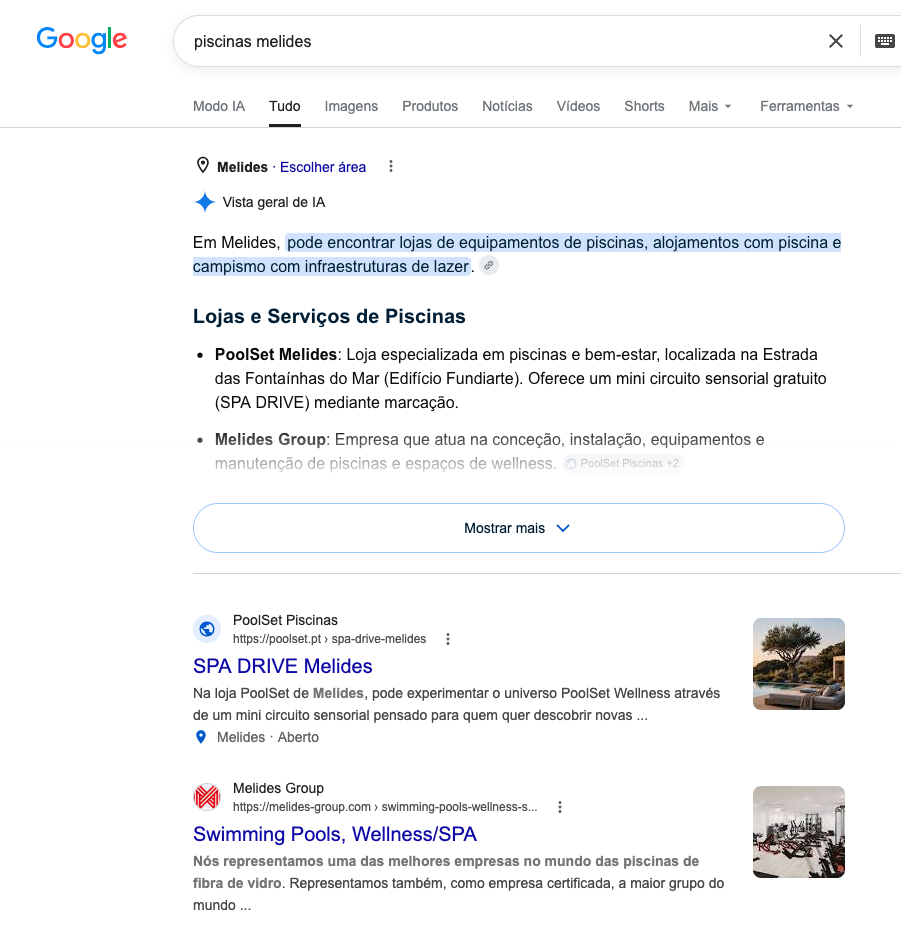 Google
piscinas melides
Modo IA Tudo Imagens Produtos Notícias Vídeos Shorts Mais Ferramentas
Melides · Escolher área
Vista geral de IA
Em Melides, pode encontrar lojas de equipamentos de piscinas, alojamentos com piscina e
campismo com infraestruturas de lazer.
Lojas e Serviços de Piscinas
• PoolSet Melides: Loja especializada em piscinas e bem-estar, localizada na Estrada
das Fontaínhas do Mar (Edifício Fundiarte). Oferece um mini circuito sensorial gratuito
(SPA DRIVE) mediante marcação.
• Melides Group: Empresa que atua na conceção, instalação, equipamentos e
manutenção de piscinas e espaços de wellness. PoolSet Piscinas +2
Mostrar mais
PoolSet Piscinas
https://poolset.pt › spa-drive-melides
SPA DRIVE Melides
Na loja PoolSet de Melides, pode experimentar o universo PoolSet Wellness através
de um mini circuito sensorial pensado para quem quer descobrir novas ...
Melides · Aberto
Melides Group
https://melides-group.com › swimming-pools-wellness-s...
Swimming Pools, Wellness/SPA
Nós representamos uma das melhores empresas no mundo das piscinas de
fibra de vidro. Representamos também, como empresa certificada, a maior grupo do
mundo ...